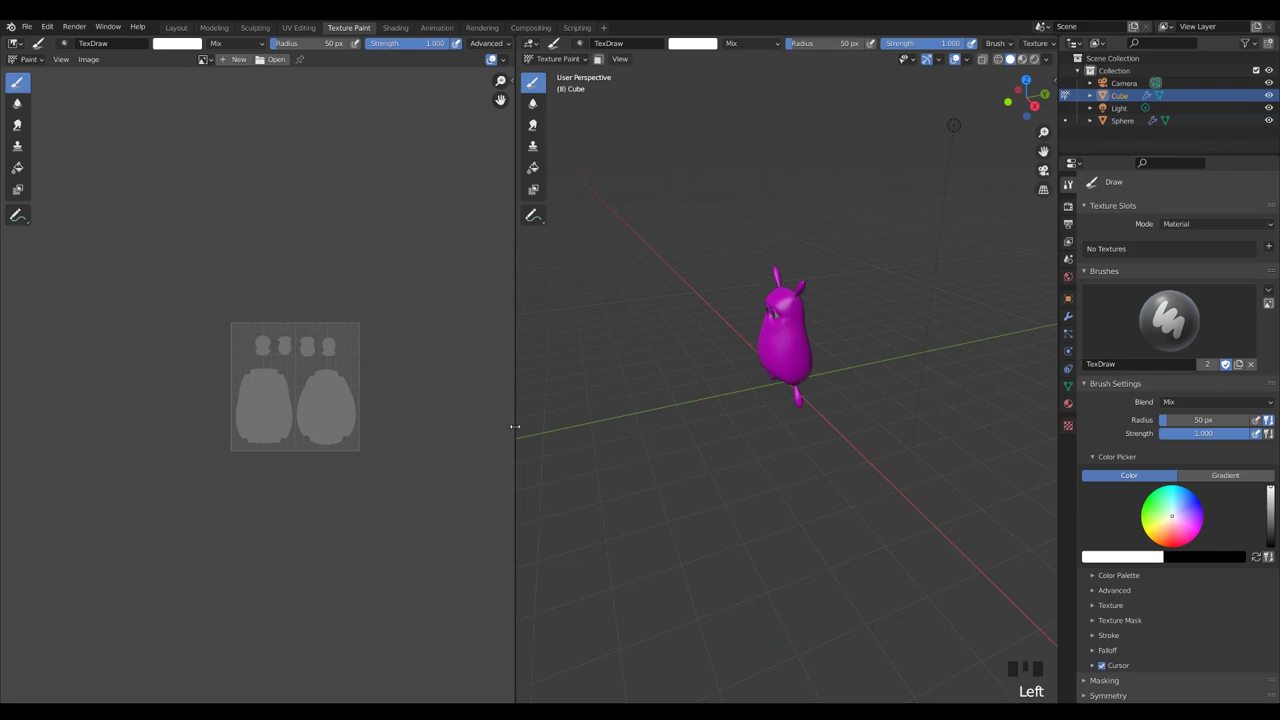 File Edit Render Window Help Layout Modeling Sculpting UV Editing Texture Paint Shading Animation Rendering Compositing Scripting Scene View Layer
TexDraw Mix Radius 50 px Strength 1.000 Advanced TexDraw Mix Radius 50 px Strength 1.000 Brush Texture
Paint View Image New Open Texture Paint View
Scene Collection
Collection
Camera
Cube
Light
Sphere
User Perspective
(8) Cube
Z
Y
X
Draw
Texture Slots
Mode Material
No Textures
Brushes
TexDraw 2
Brush Settings
Blend Mix
Radius 50 px
Strength 1.000
Color Picker
Color Gradient
Color Palette
Advanced
Texture
Texture Mask
Stroke
Falloff
Cursor
Masking
Symmetry
Left